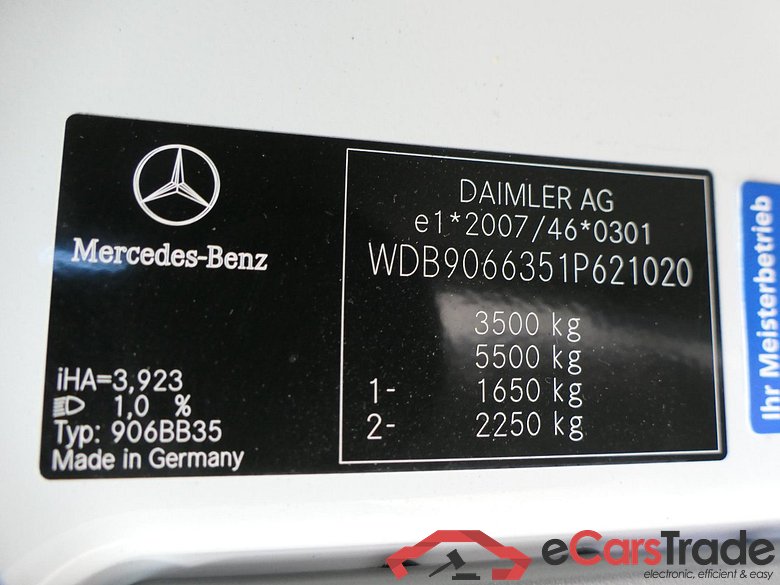 Mercedes-Benz
iHA=3,923
1,0 %
Typ: 906BB35
Made in Germany
DAIMLER AG
e1*2007/46*0301
WDB9066351P621020
3500 kg
5500 kg
1- 1650 kg
2- 2250 kg
Ihr Meisterbetrieb
eCarsTrade
electronic, efficient & easy